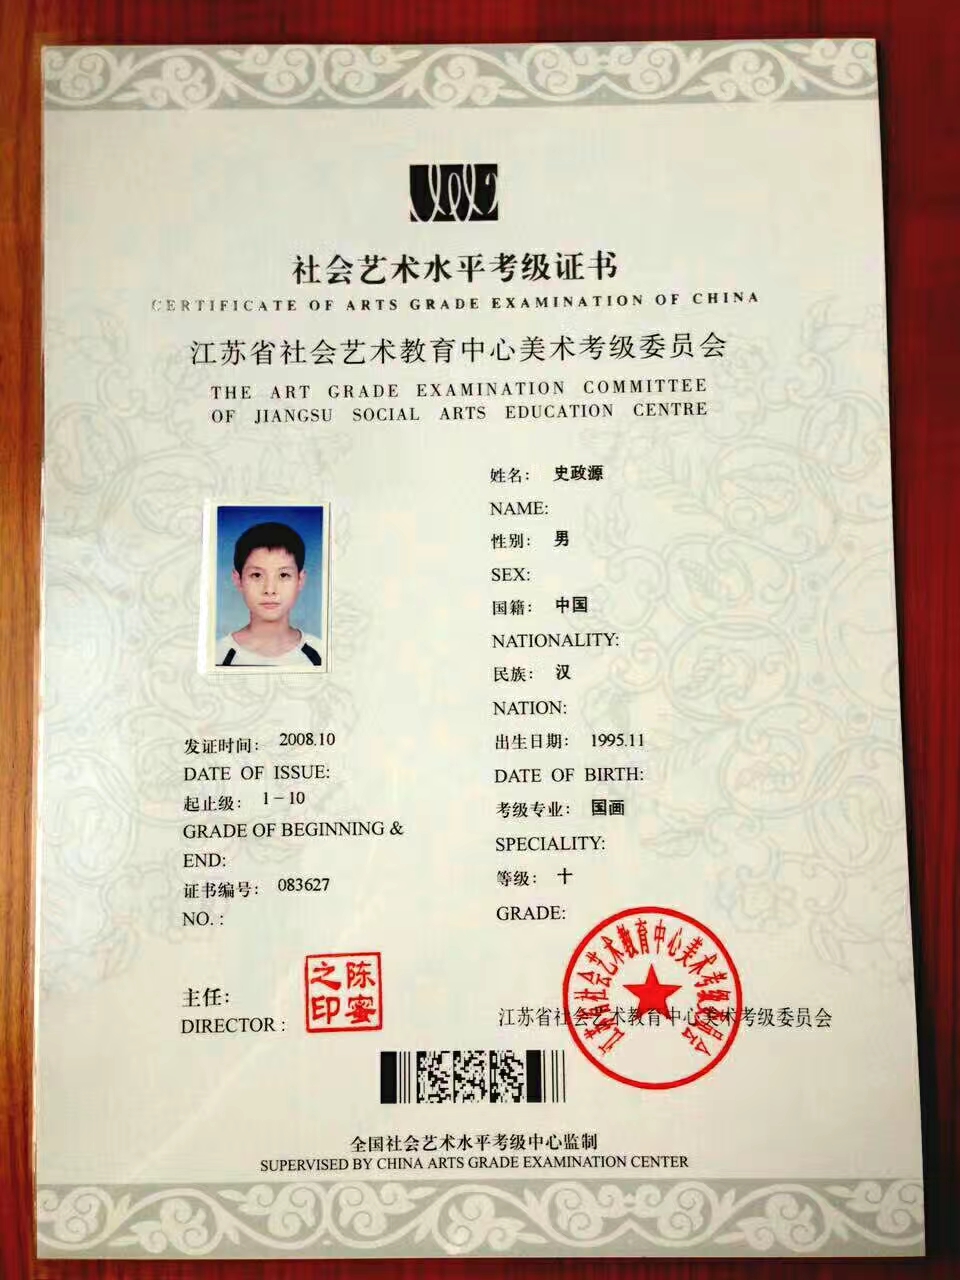 社会艺术水平考级证书
CERTIFICATE OF ARTS GRADE EXAMINATION OF CHINA
江苏省社会艺术教育中心美术考级委员会
THE ART GRADE EXAMINATION COMMITTEE
OF JIANGSU SOCIAL ARTS EDUCATION CENTRE
姓名： 史政源
NAME:
性别： 男
SEX:
国籍： 中国
NATIONALITY:
民族： 汉
NATION:
出生日期： 1995.11
DATE OF BIRTH:
考级专业： 国画
SPECIALITY:
等级： 十
GRADE:
发证时间： 2008.10
DATE OF ISSUE:
起止级： 1－10
GRADE OF BEGINNING &
END:
证书编号： 083627
NO. :
主任：
DIRECTOR :
陈蜜
之印
江苏省社会艺术教育中心美术考级委员会
江苏省社会艺术教育中心美术考级委员会
全国社会艺术水平考级中心监制
SUPERVISED BY CHINA ARTS GRADE EXAMINATION CENTER